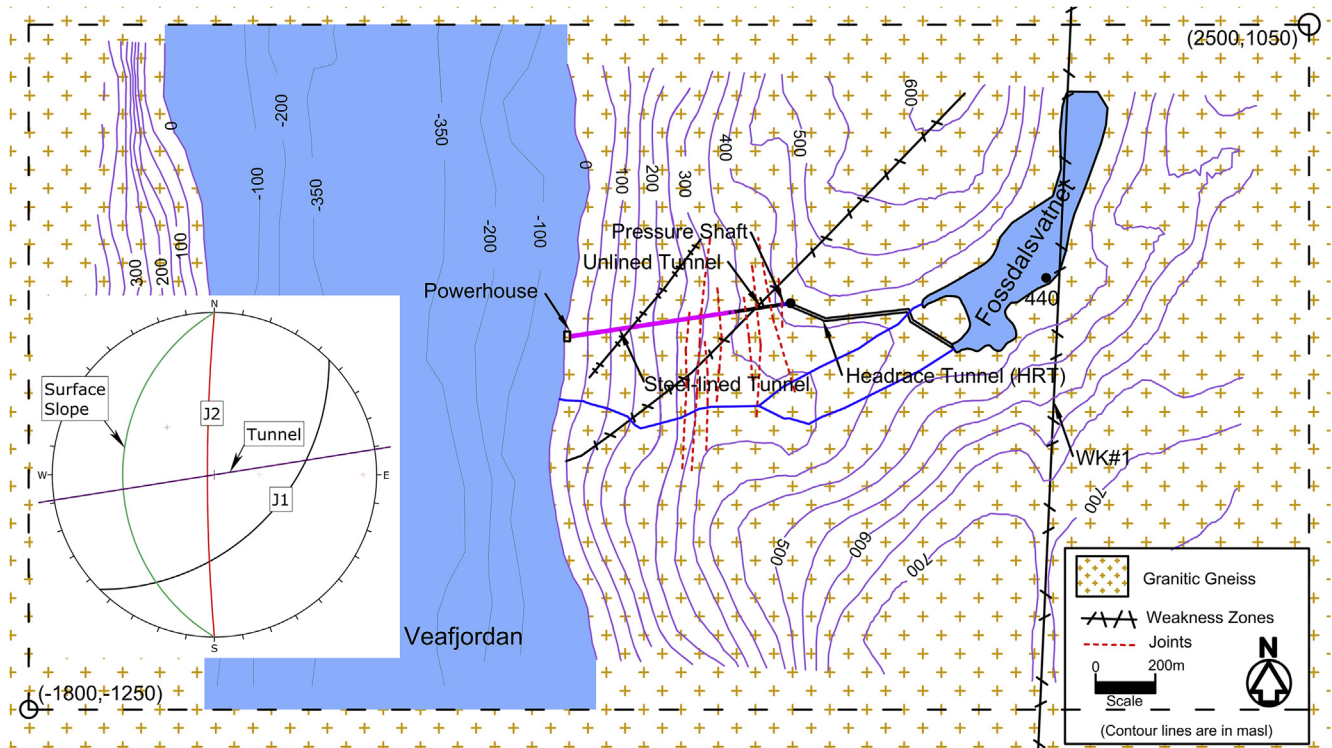 (2500,1050)
600
-200
-350
0
500
400
0
100
200
300
-100
-350
Fossdalsvatnet
Pressure Shaft
-200
-100
100
200
300
Unlined Tunnel
Powerhouse
440
N
Surface
Slope
J2
Steel-lined Tunnel
Headrace Tunnel (HRT)
Tunnel
WK#1
W
E
J1
700
500
600
700
Granitic Gneiss
Weakness Zones
Joints
Veafjordan
S
0
200m
N
Scale
(-1800,-1250)
(Contour lines are in masl)